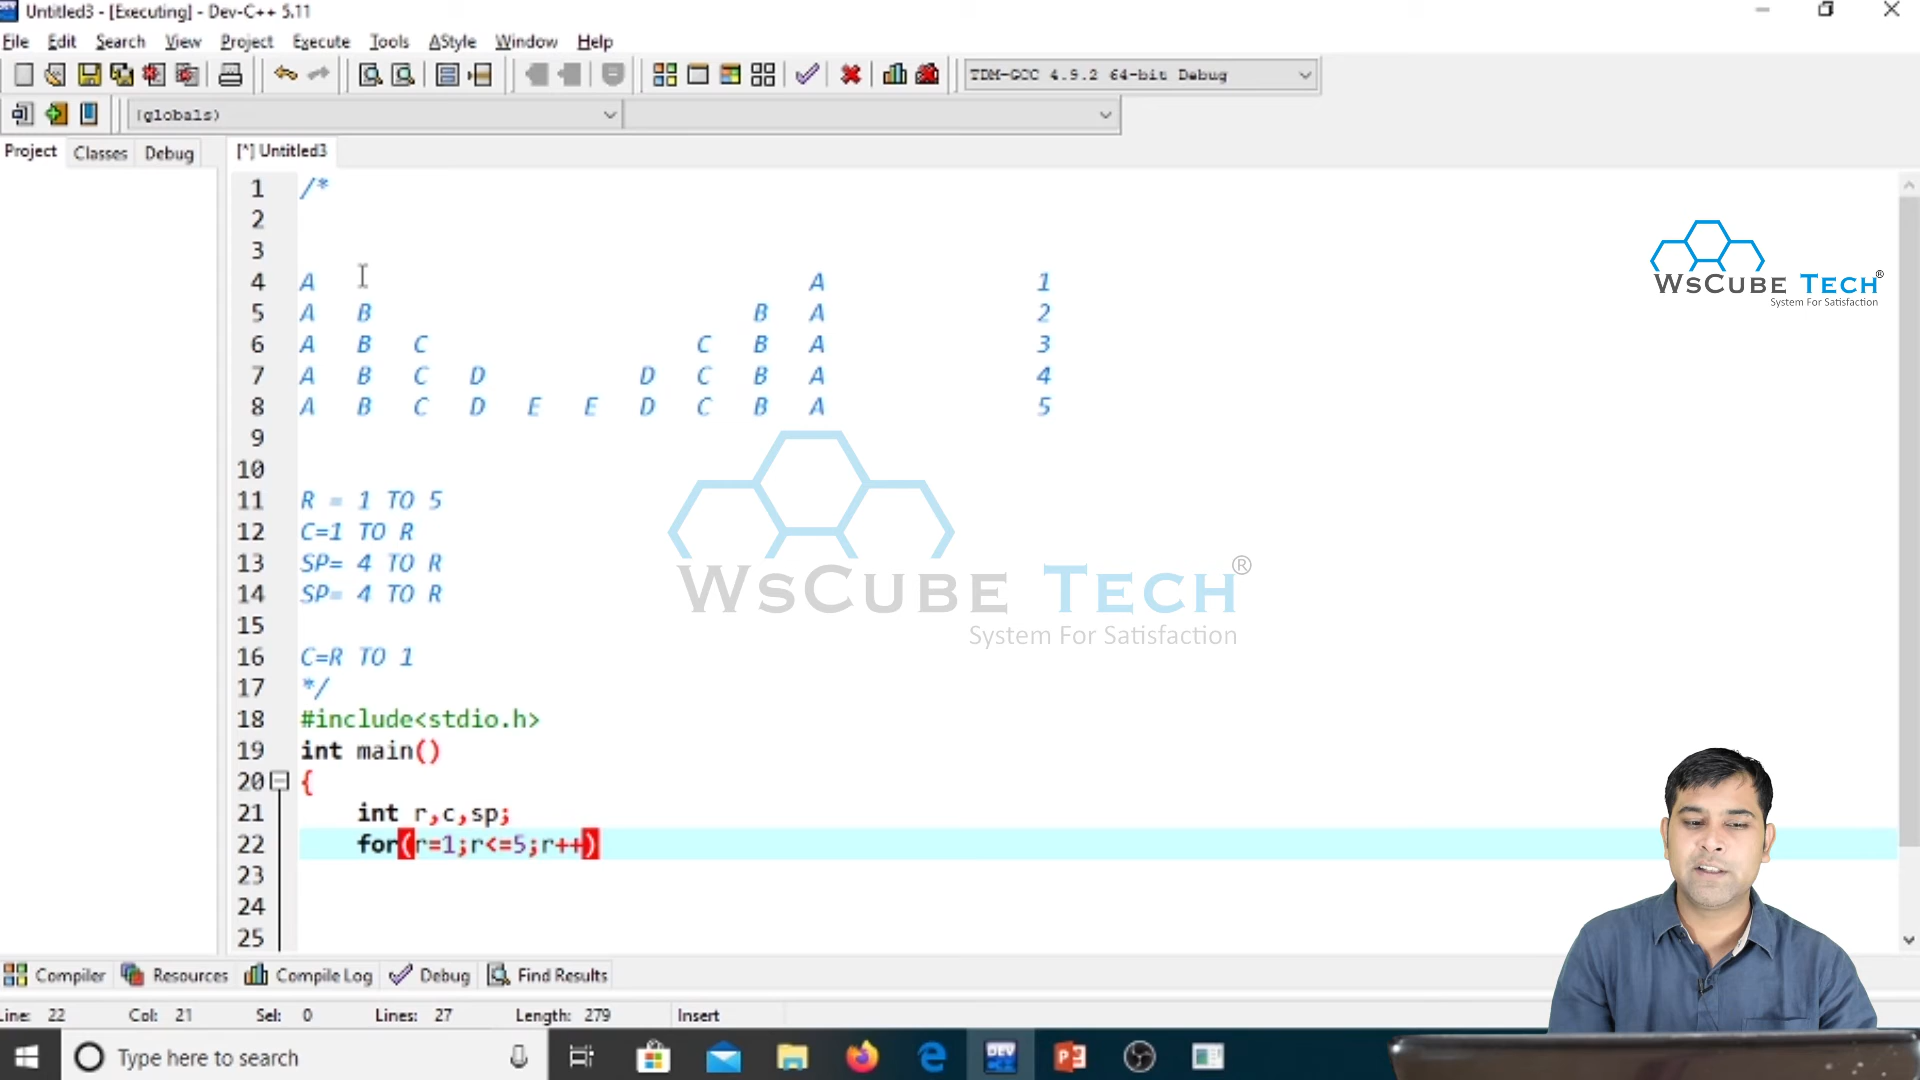 Untitled3 - [Executing] - Dev-C++ 5.11
File Edit Search View Project Execute Tools AStyle Window Help
TDM-GCC 4.9.2 64-bit Debug
(globals)
Project Classes Debug [*] Untitled3
1 /*
2
3
4 A A 1
5 A B B A 2
6 A B C C B A 3
7 A B C D D C B A 4
8 A B C D E E D C B A 5
9
10
11 R = 1 TO 5
12 C=1 TO R
13 SP= 4 TO R
14 SP= 4 TO R
15
16 C=R TO 1
17 */
18 #include<stdio.h>
19 int main()
20 {
21 int r,c,sp;
22 for(r=1;r<=5;r++)
23
24
25
WsCube Tech®
System For Satisfaction
WsCube Tech®
System For Satisfaction
Compiler Resources Compile Log Debug Find Results
Line: 22 Col: 21 Sel: 0 Lines: 27 Length: 279 Insert
Type here to search
DEV